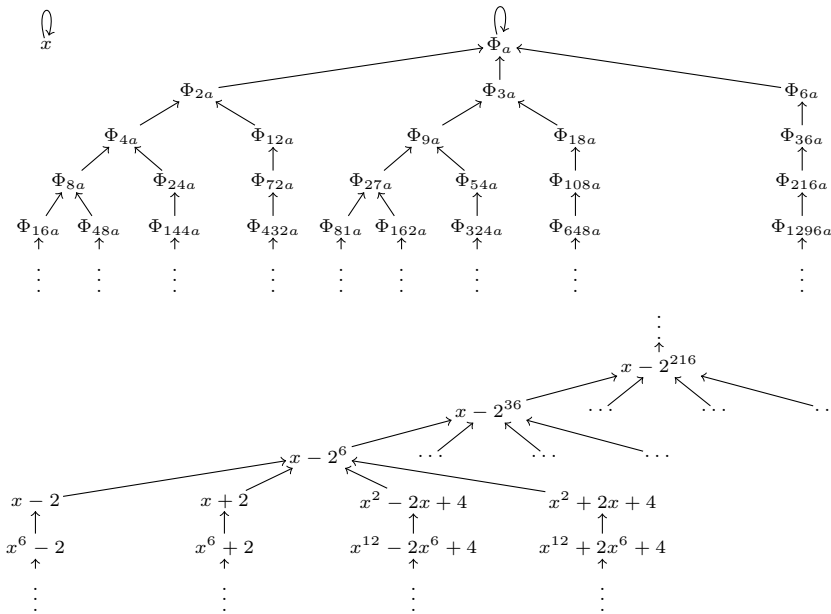 x Φ_a
Φ_{2a} Φ_{3a} Φ_{6a}
Φ_{4a} Φ_{12a} Φ_{9a} Φ_{18a} Φ_{36a}
Φ_{8a} Φ_{24a} Φ_{72a} Φ_{27a} Φ_{54a} Φ_{108a} Φ_{216a}
Φ_{16a} Φ_{48a} Φ_{144a} Φ_{432a} Φ_{81a} Φ_{162a} Φ_{324a} Φ_{648a} Φ_{1296a}
⋮ ⋮ ⋮ ⋮ ⋮ ⋮ ⋮ ⋮ ⋮
⋮
x − 2^{216}
x − 2^{36} … … ‥
x − 2^6 … … …
x − 2 x + 2 x^2 − 2x + 4 x^2 + 2x + 4
x^6 − 2 x^6 + 2 x^{12} − 2x^6 + 4 x^{12} + 2x^6 + 4
⋮ ⋮ ⋮ ⋮